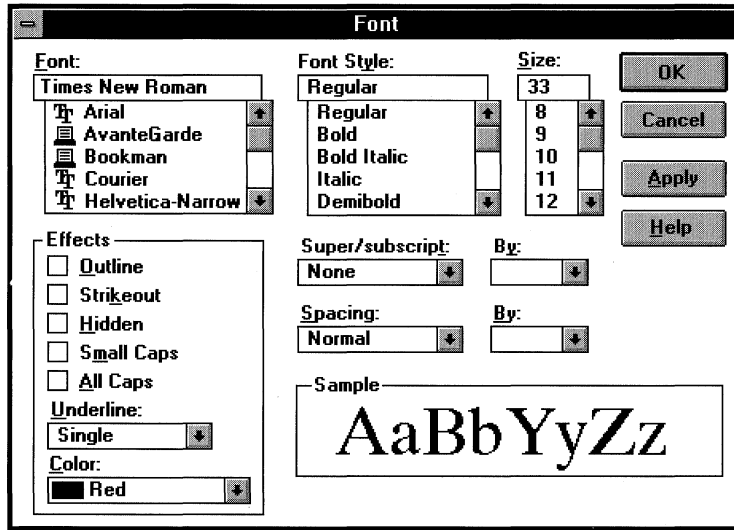 Font
Font:
Times New Roman
Arial
AvanteGarde
Bookman
Courier
Helvetica-Narrow
Font Style:
Regular
Regular
Bold
Bold Italic
Italic
Demibold
Size:
33
8
9
10
11
12
OK
Cancel
Apply
Help
Effects
Outline
Strikeout
Hidden
Small Caps
All Caps
Underline:
Single
Color:
Red
Super/subscript:
None
By:
Spacing:
Normal
By:
Sample
AaBbYyZz